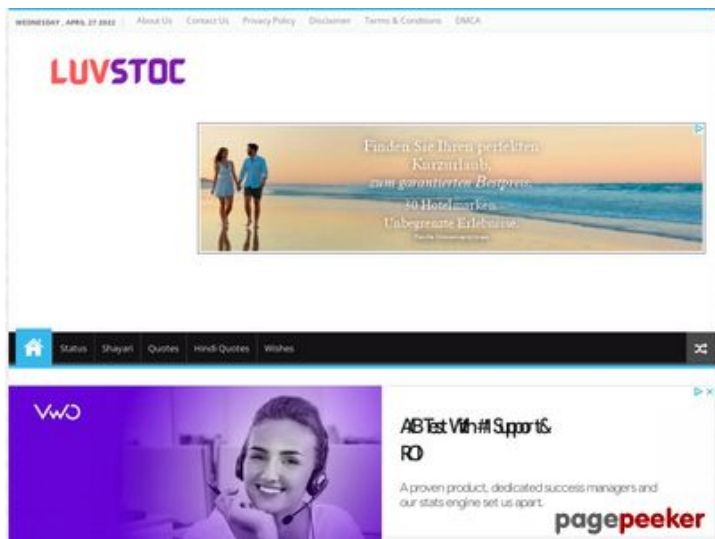 WEDNESDAY , APRIL 27 2022 About Us Contact Us Privacy Policy Disclaimer Terms & Conditions DMCA
LUVSTOC
Finden Sie Ihren perfekten
Kurzurlaub,
zum garantierten Bestpreis.
30 Hotelmarken
Unbegrenzte Erlebnisse.
Status Shayari Quotes Hindi Quotes Wishes
VWO
A/B Test With #1 Support &
ROI
A proven product, dedicated success managers and
our stats engine set us apart.
pagepeeker